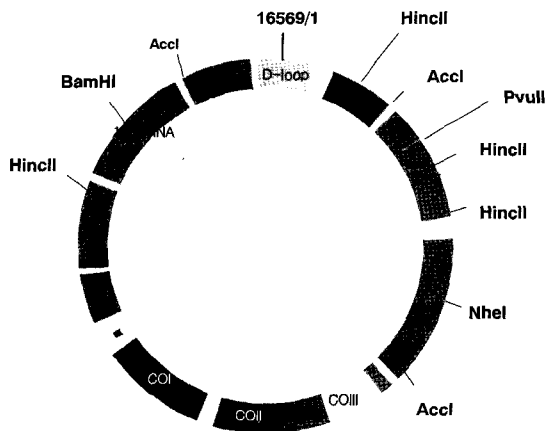 16569/1
HincII
AccI
D-loop
AccI
BamHI
PvuII
HincII
HincII
HincII
NheI
COI
COII
COIII
AccI